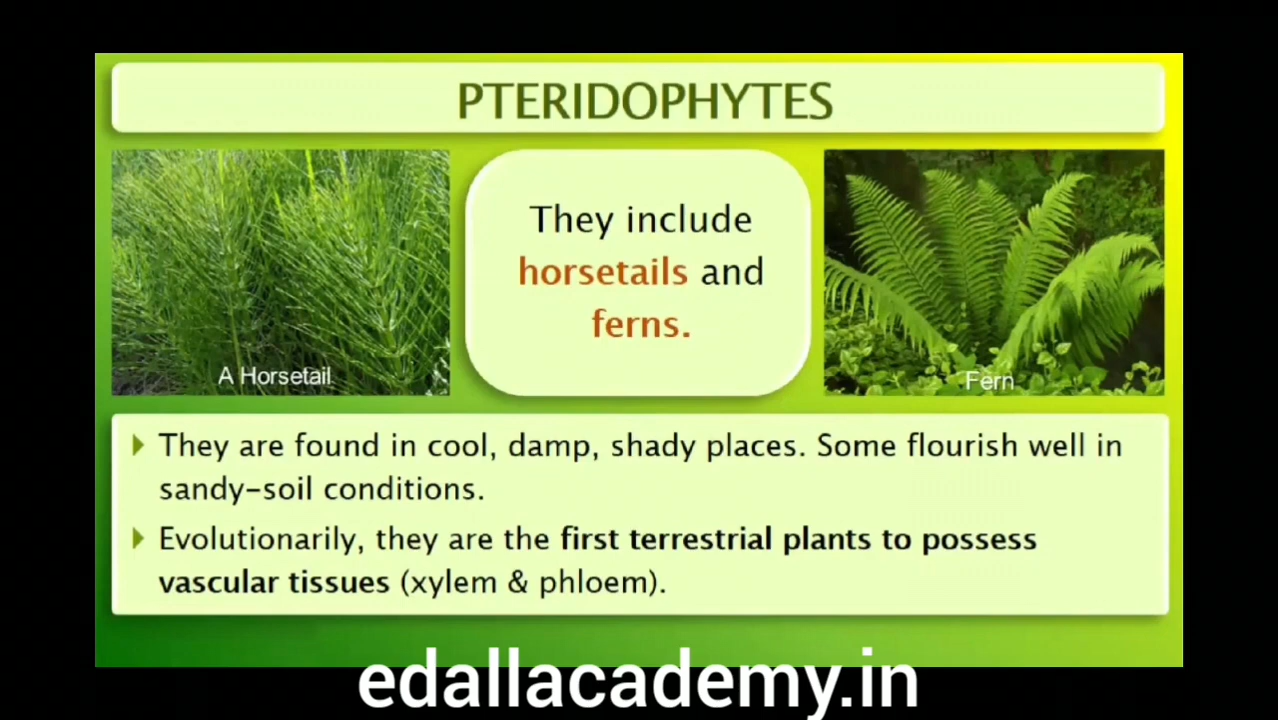 PTERIDOPHYTES
They include
horsetails and
ferns.
A Horsetail
Fern
They are found in cool, damp, shady places. Some flourish well in
sandy-soil conditions.
Evolutionarily, they are the first terrestrial plants to possess
vascular tissues (xylem & phloem).
edallacademy.in